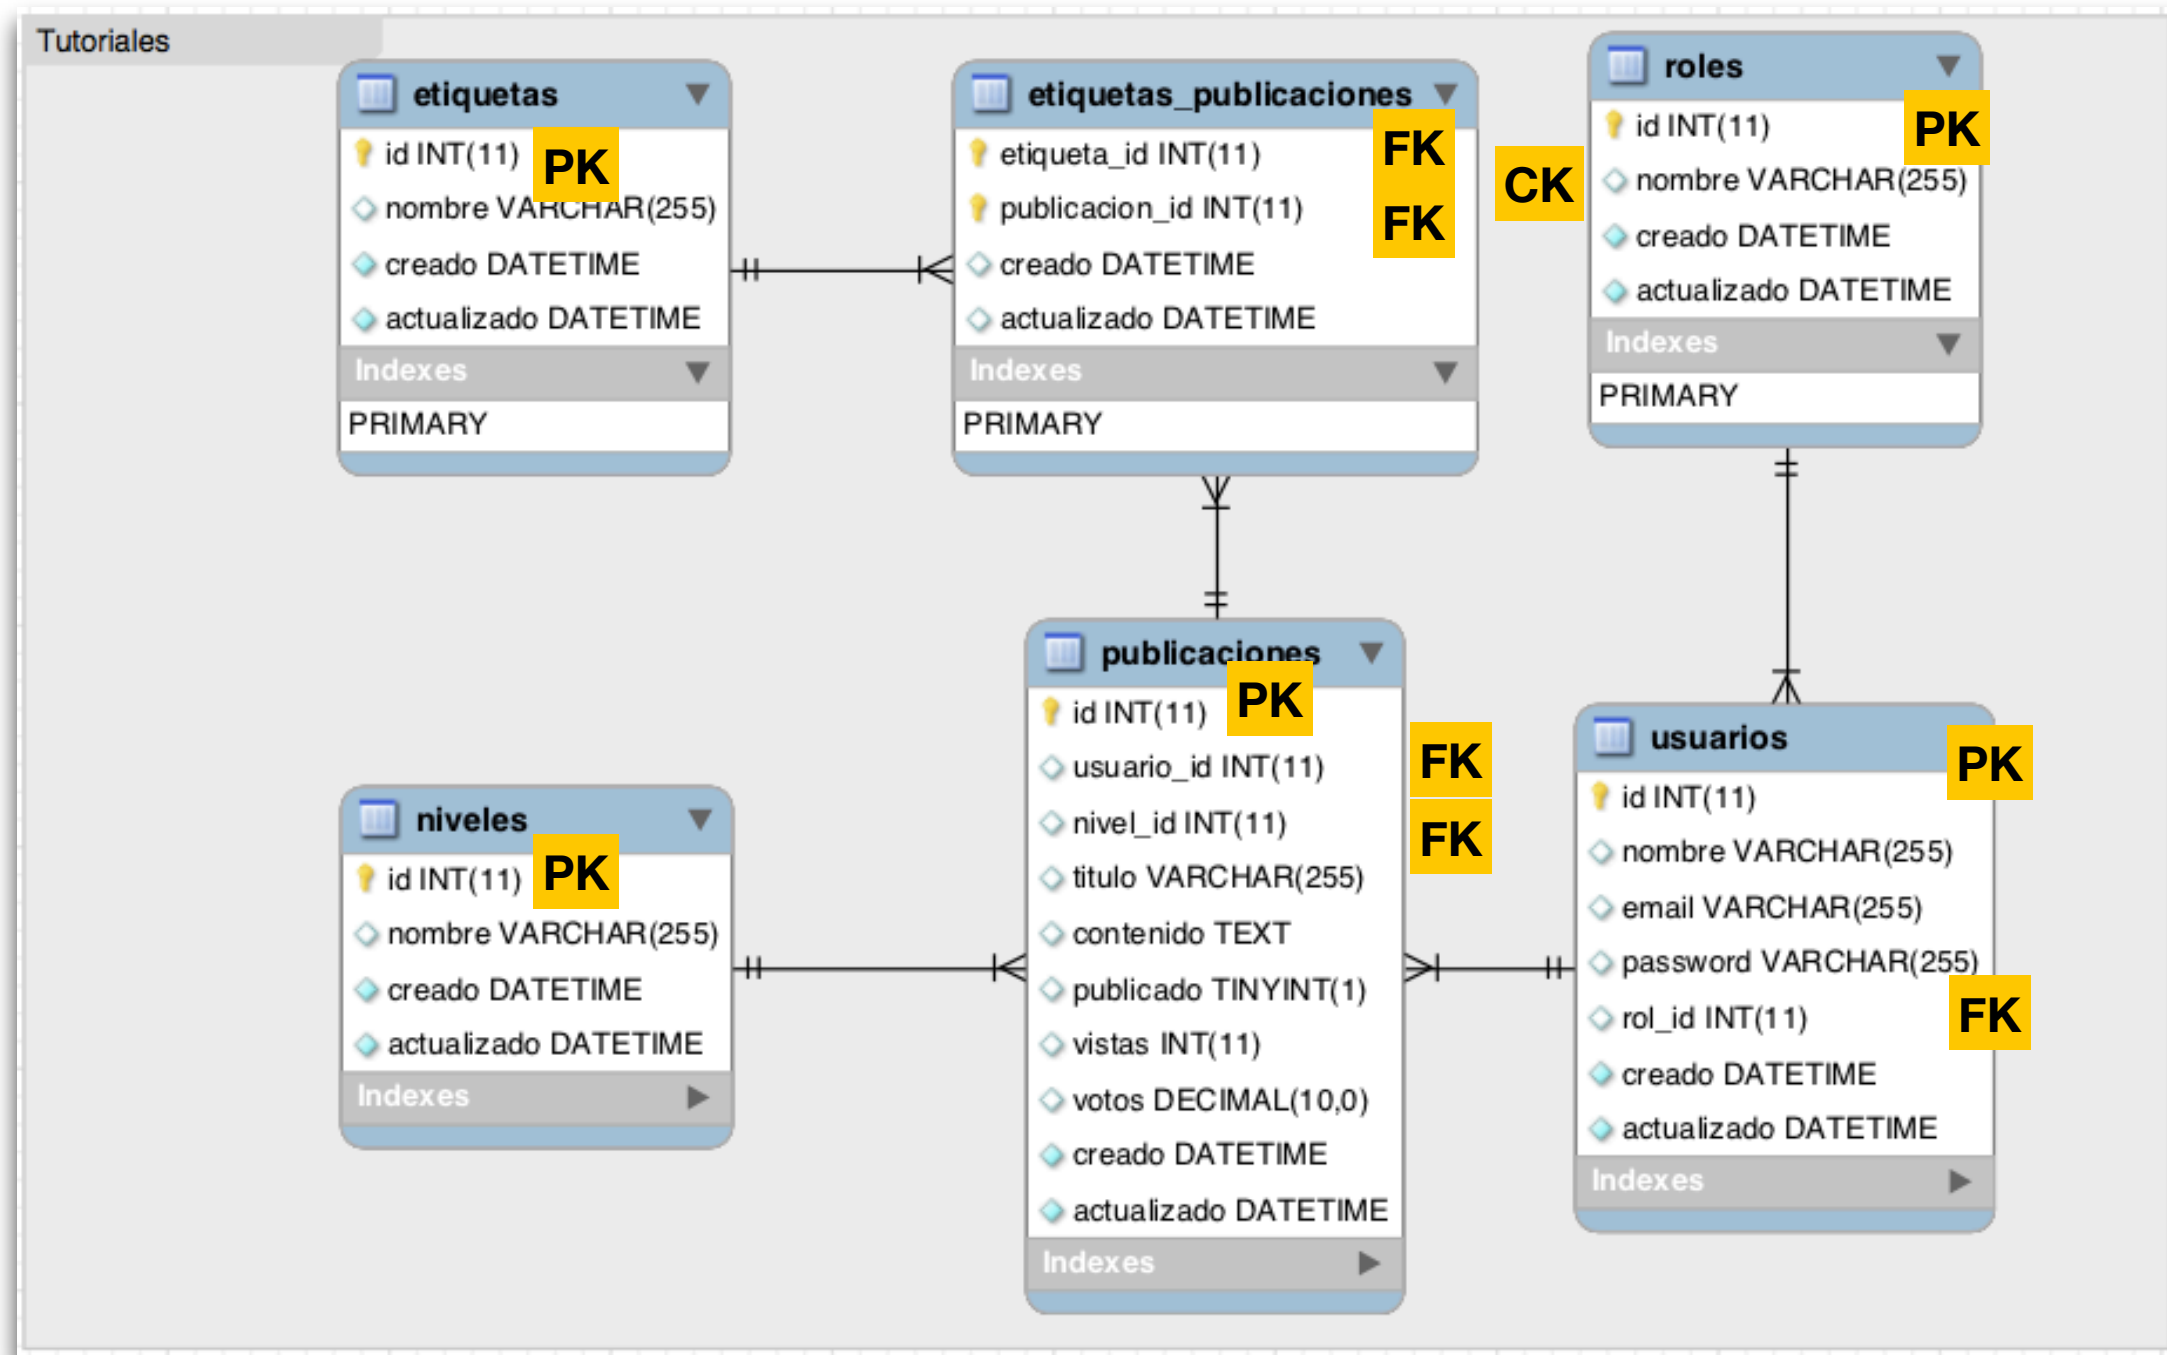 Tutoriales
etiquetas
id INT(11) PK
nombre VARCHAR(255)
creado DATETIME
actualizado DATETIME
Indexes
PRIMARY
etiquetas_publicaciones
etiqueta_id INT(11) FK
publicacion_id INT(11) FK
creado DATETIME
actualizado DATETIME
Indexes
PRIMARY
roles
id INT(11) PK
CK nombre VARCHAR(255)
creado DATETIME
actualizado DATETIME
Indexes
PRIMARY
niveles
id INT(11) PK
nombre VARCHAR(255)
creado DATETIME
actualizado DATETIME
Indexes
publicaciones
id INT(11) PK
usuario_id INT(11) FK
nivel_id INT(11) FK
titulo VARCHAR(255)
contenido TEXT
publicado TINYINT(1)
vistas INT(11)
votos DECIMAL(10,0)
creado DATETIME
actualizado DATETIME
Indexes
usuarios
PK
id INT(11)
nombre VARCHAR(255)
email VARCHAR(255)
password VARCHAR(255)
rol_id INT(11) FK
creado DATETIME
actualizado DATETIME
Indexes